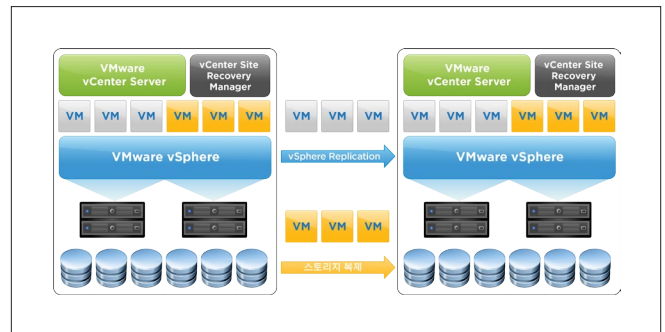 VMware
vCenter Server
vCenter Site
Recovery
Manager
VM VM VM VM VM VM
VMware vSphere
VM VM VM
vSphere Replication
VM VM VM
스토리지 복제
VMware
vCenter Server
vCenter Site
Recovery
Manager
VM VM VM VM VM VM
VMware vSphere